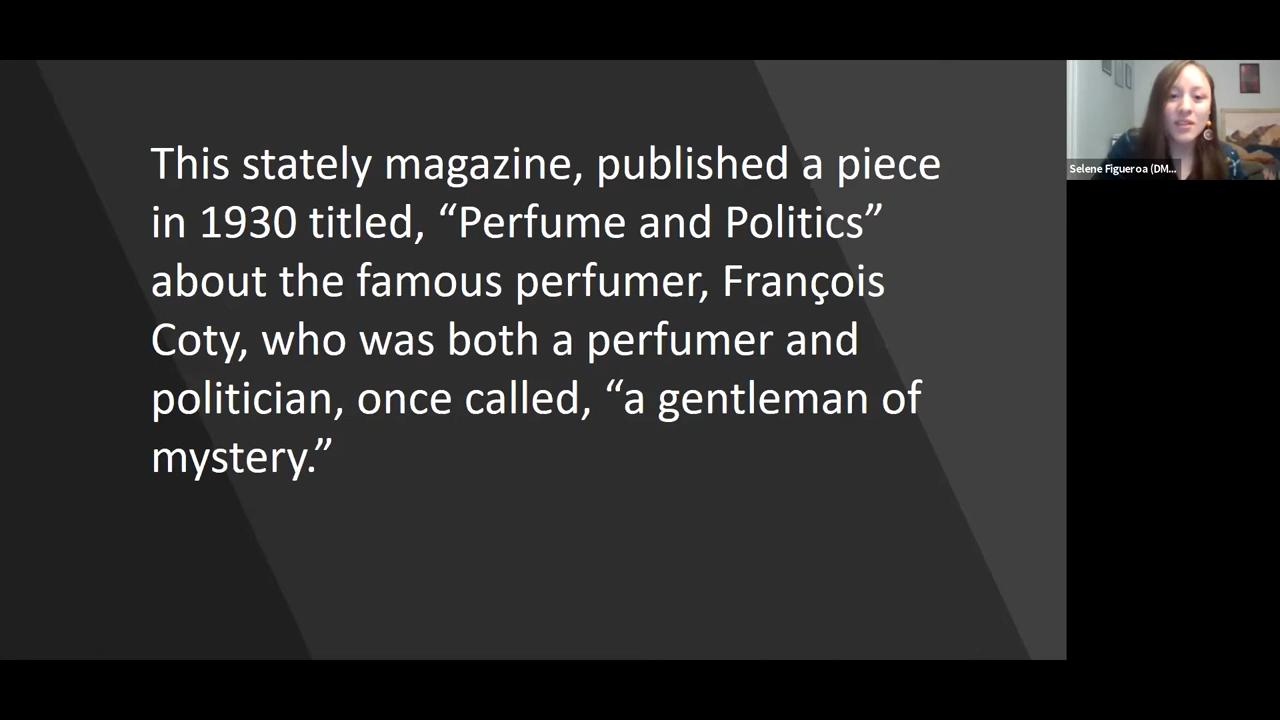 This stately magazine, published a piece
in 1930 titled, “Perfume and Politics”
about the famous perfumer, François
Coty, who was both a perfumer and
politician, once called, “a gentleman of
mystery.”
Selene Figueroa (DM...